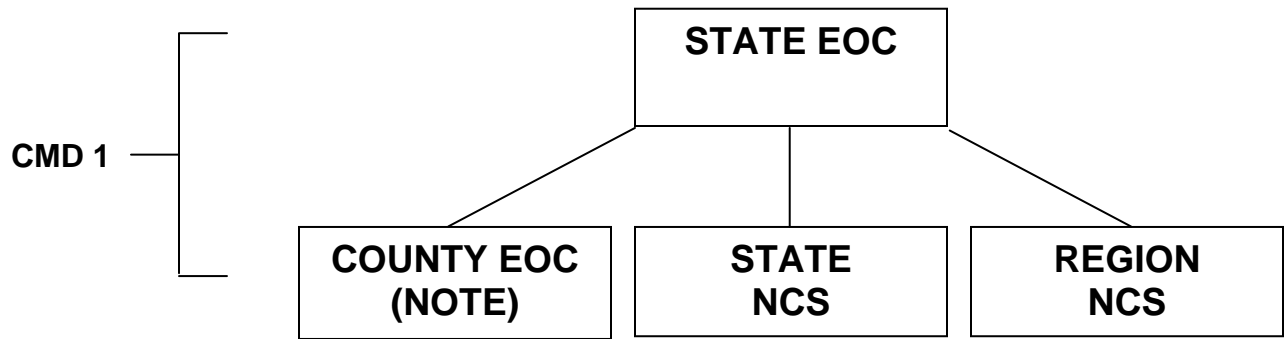 STATE EOC
CMD 1
COUNTY EOC
(NOTE)
STATE
NCS
REGION
NCS